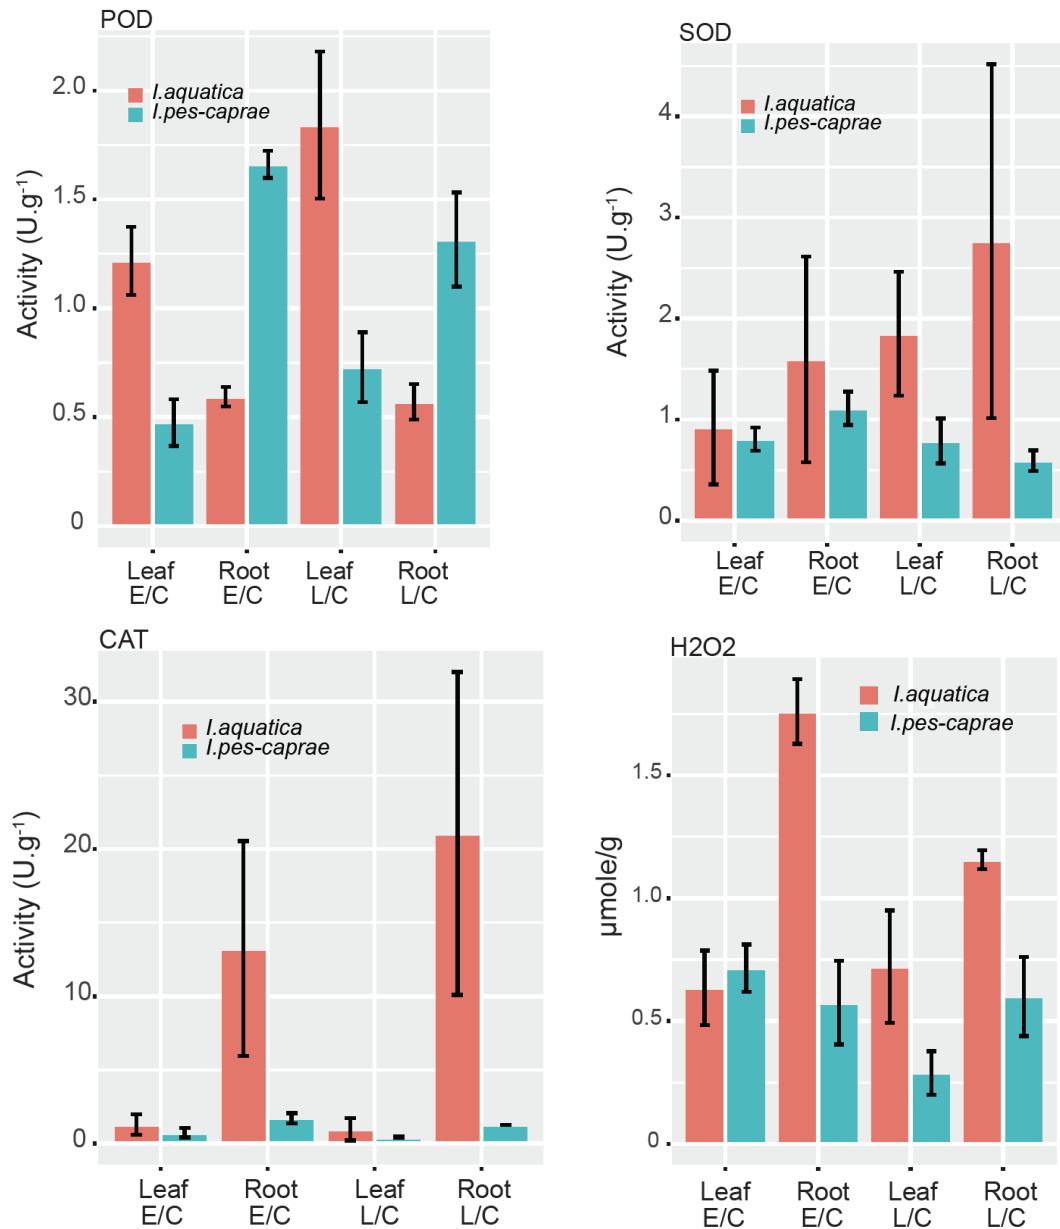 POD
2.0
1.5
1.0
0.5
0
Activity (U.g⁻¹)
I.aquatica
I.pes-caprae
Leaf E/C
Root E/C
Leaf L/C
Root L/C
SOD
4
3
2
1
0
Activity (U.g⁻¹)
I.aquatica
I.pes-caprae
Leaf E/C
Root E/C
Leaf L/C
Root L/C
CAT
30
20
10
0
Activity (U.g⁻¹)
I.aquatica
I.pes-caprae
Leaf E/C
Root E/C
Leaf L/C
Root L/C
H2O2
1.5
1.0
0.5
0
µmole/g
I.aquatica
I.pes-caprae
Leaf E/C
Root E/C
Leaf L/C
Root L/C